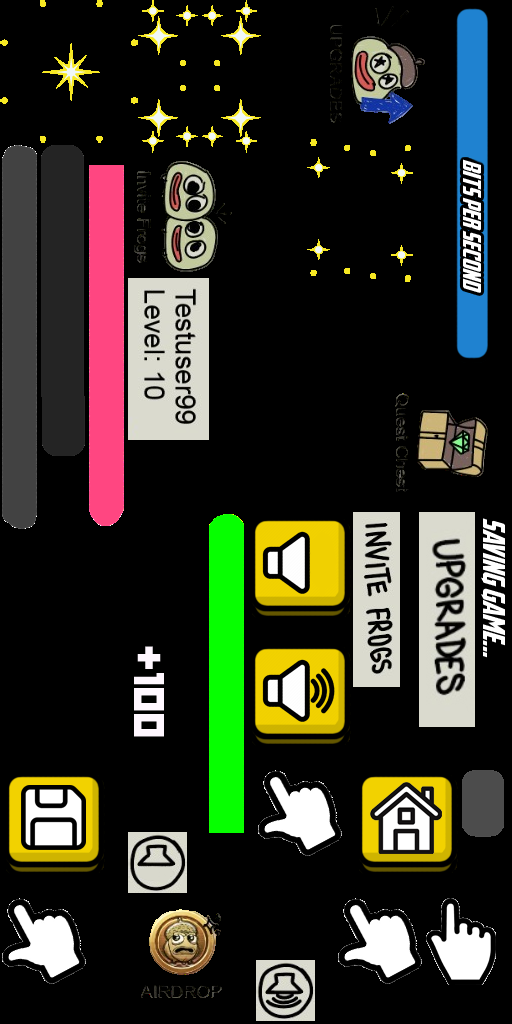 UPGRADES
BITS PER SECOND
Invite Frogs
Testuser99
Level: 10
Quest Chest
SAVING GAME...
UPGRADES
INVITE FROGS
+100
AIRDROP